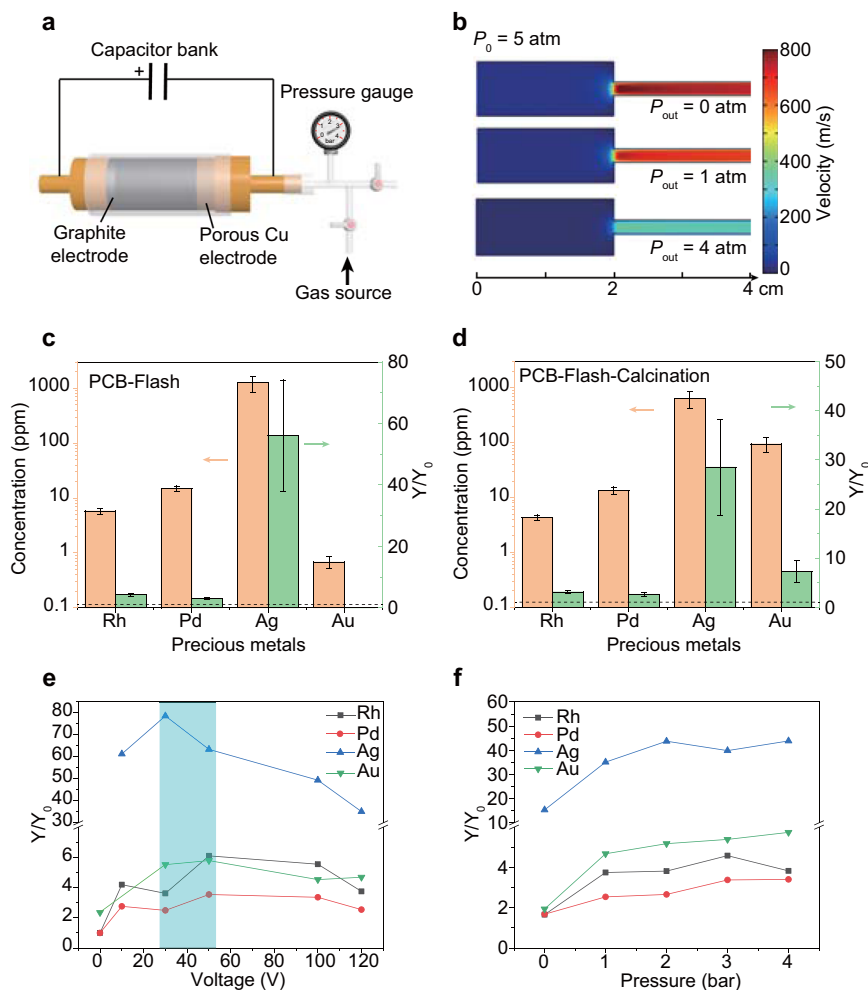 a
Capacitor bank
+
Pressure gauge
0 1 2 3 4
bar
Graphite
electrode
Porous Cu
electrode
Gas source
b
P0 = 5 atm
Pout = 0 atm
Pout = 1 atm
Pout = 4 atm
0 2 4 cm
800
600
400
200
0
Velocity (m/s)
c
PCB-Flash
Concentration (ppm)
1000
100
10
1
0.1
80
60
40
20
0
Y/Y0
Rh Pd Ag Au
Precious metals
d
PCB-Flash-Calcination
Concentration (ppm)
1000
100
10
1
0.1
50
40
30
20
10
0
Y/Y0
Rh Pd Ag Au
Precious metals
e
Rh
Pd
Ag
Au
Y/Y0
80
70
60
50
40
30
6
4
2
0
0 20 40 60 80 100 120
Voltage (V)
f
Rh
Pd
Ag
Au
Y/Y0
60
50
40
30
20
10
4
2
0
0 1 2 3 4
Pressure (bar)